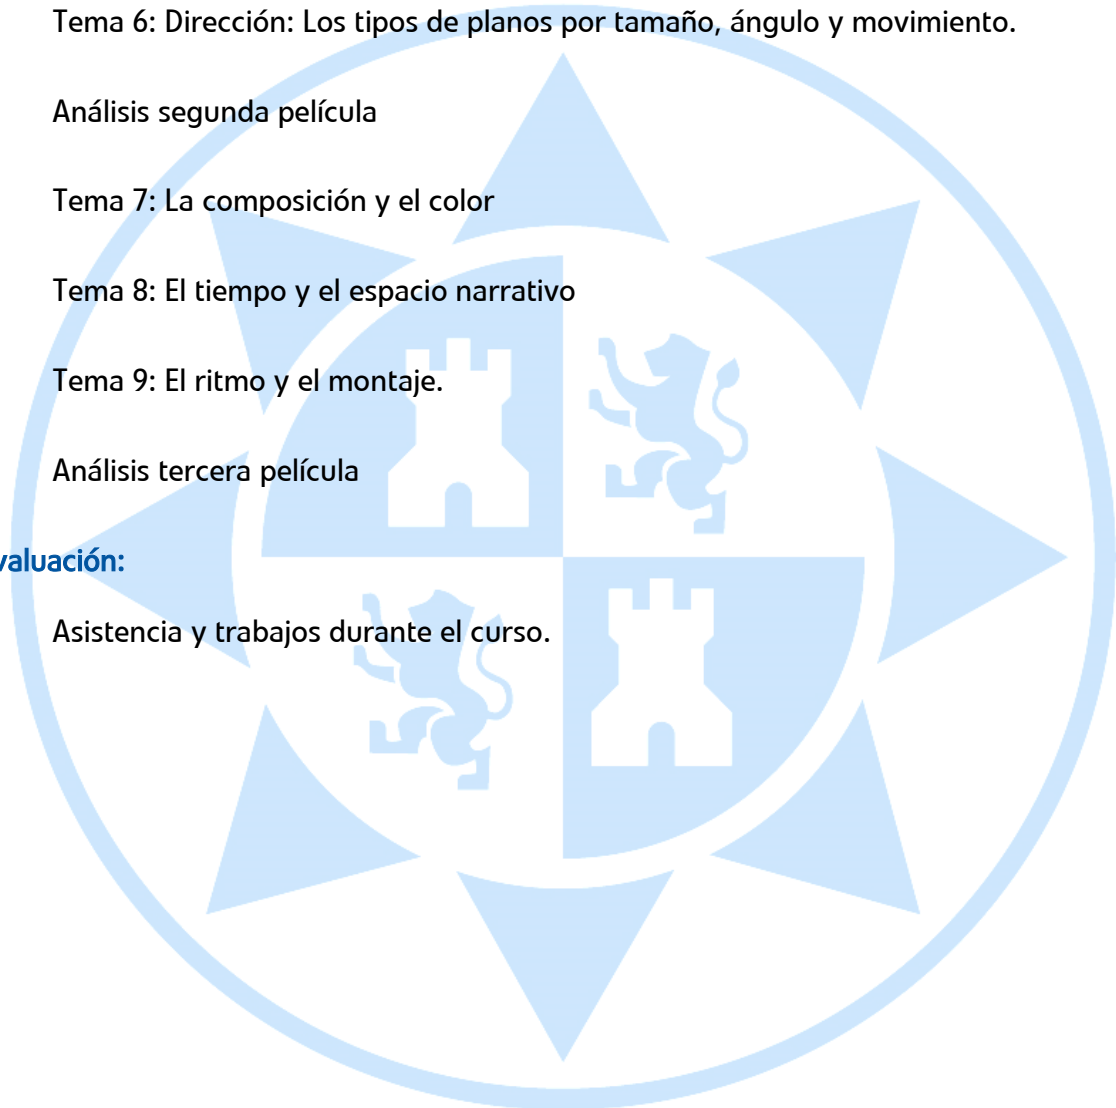 Tema 6: Dirección: Los tipos de planos por tamaño, ángulo y movimiento.
Análisis segunda película
Tema 7: La composición y el color
Tema 8: El tiempo y el espacio narrativo
Tema 9: El ritmo y el montaje.
Análisis tercera película
valuación:
Asistencia y trabajos durante el curso.